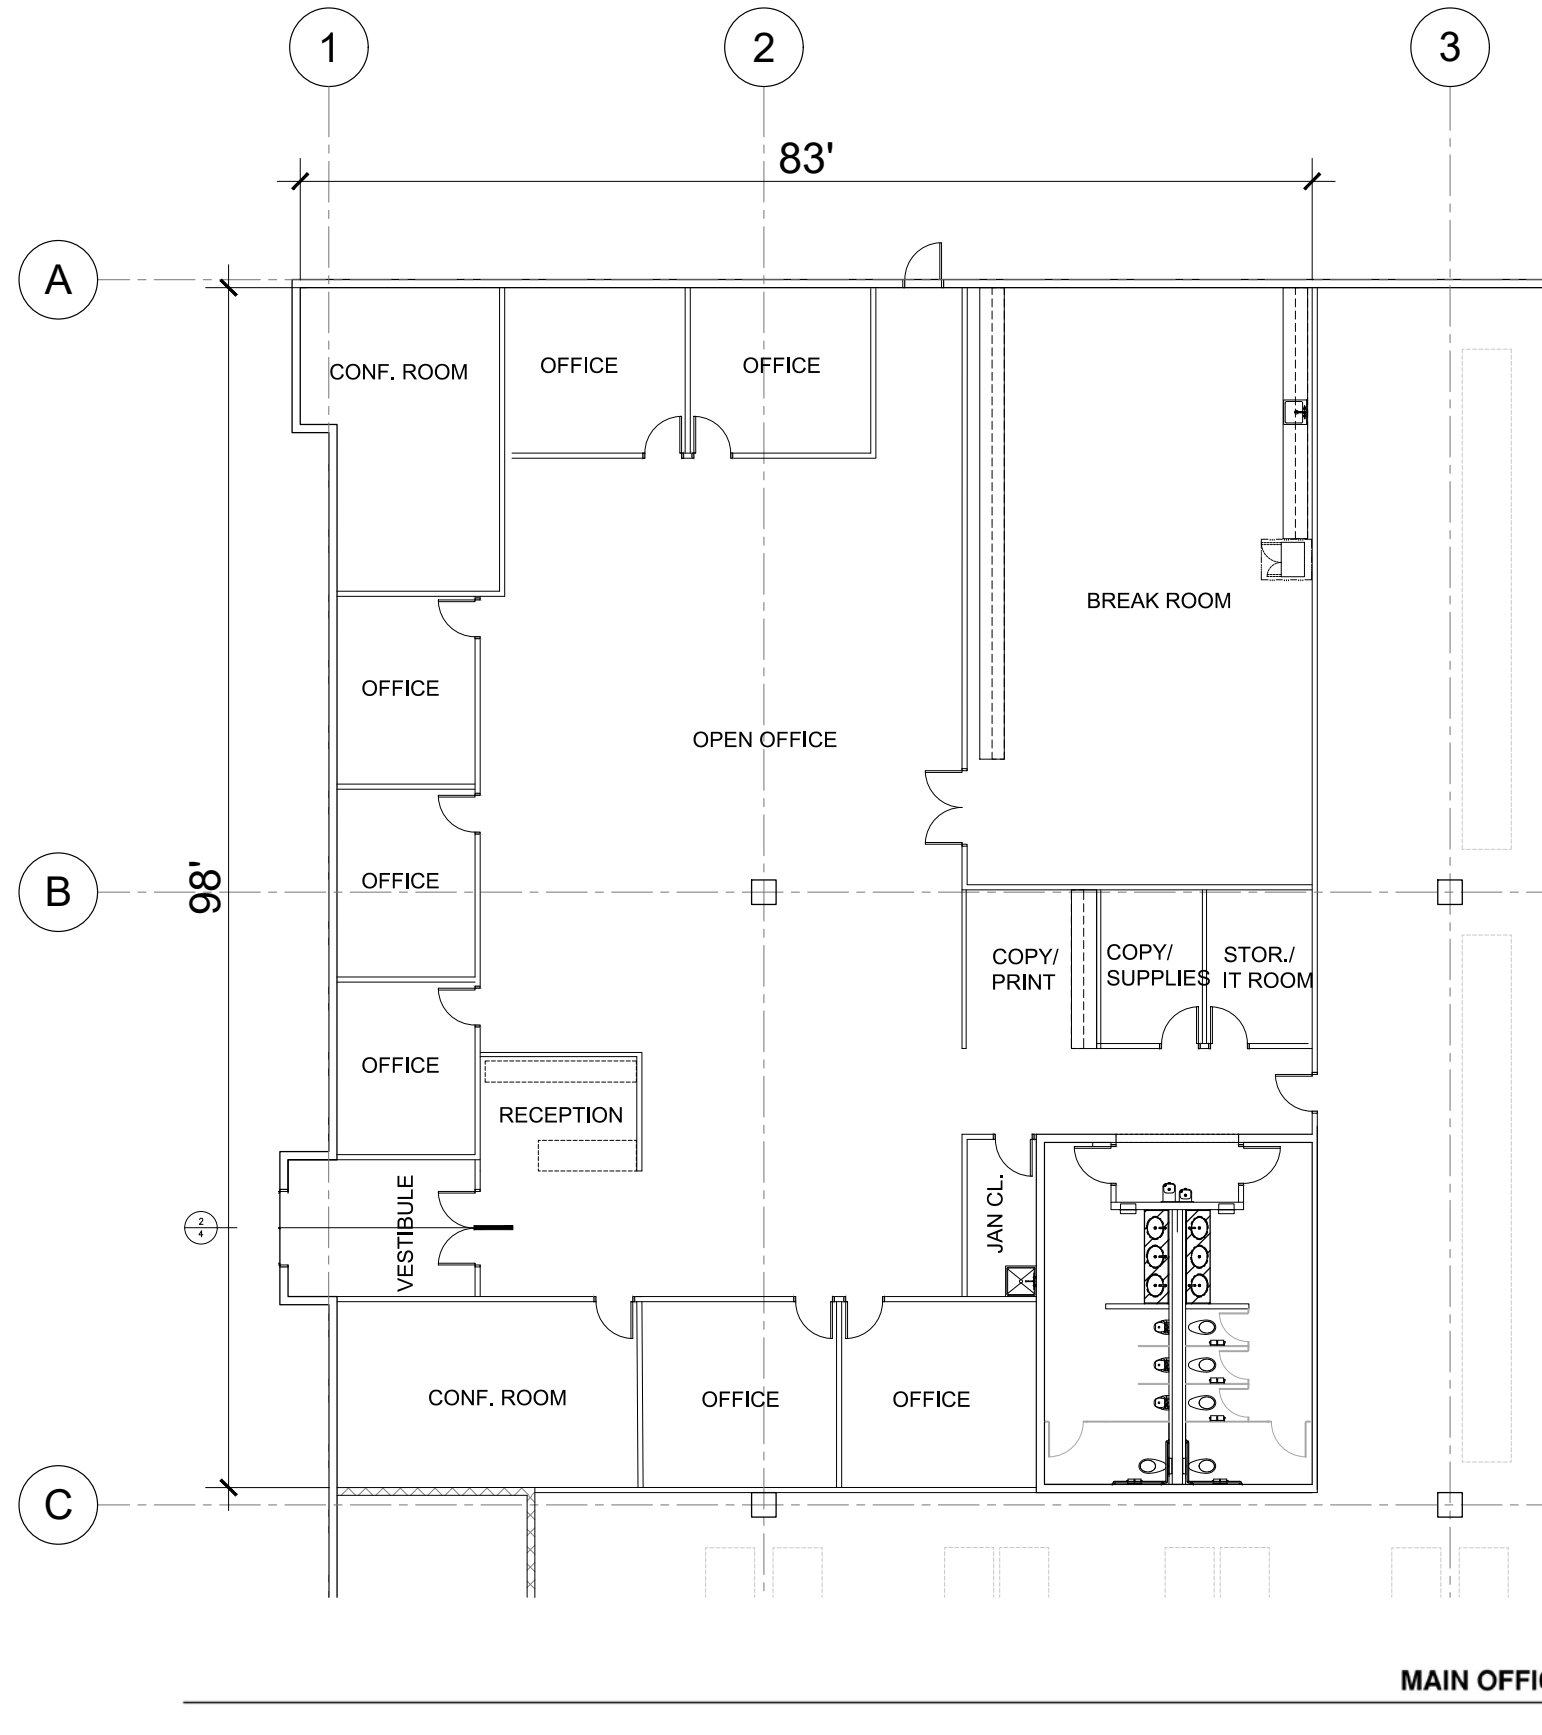 1
2
3
83'
A
CONF. ROOM
OFFICE
OFFICE
BREAK ROOM
OFFICE
OPEN OFFICE
98'
B
OFFICE
COPY/
PRINT
COPY/
SUPPLIES
STOR./
IT ROOM
OFFICE
RECEPTION
2
4
VESTIBULE
JAN CL.
CONF. ROOM
OFFICE
OFFICE
C
MAIN OFFIC